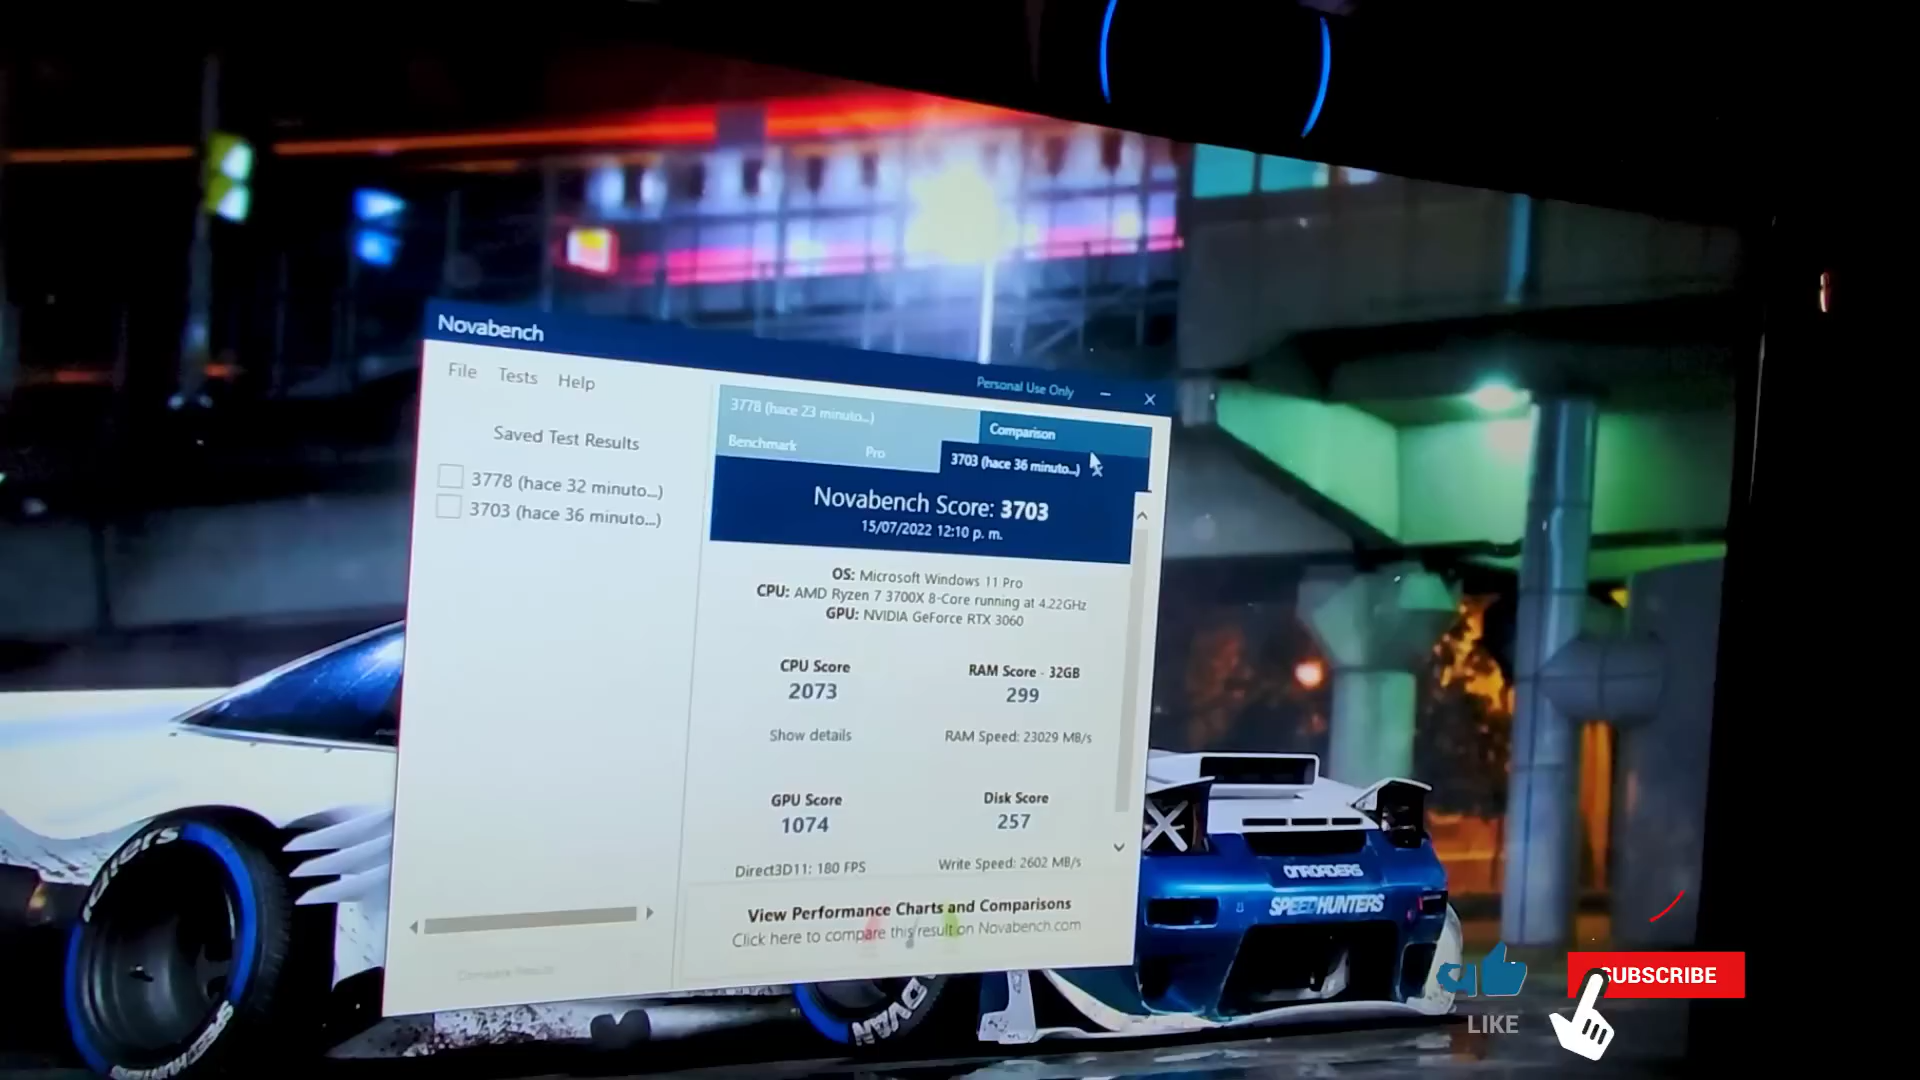 Novabench
Personal Use Only
File Tests Help
3778 (hace 23 minuto...)
Comparison
Benchmark
Pro
3703 (hace 36 minuto...)
Saved Test Results
3778 (hace 32 minuto...)
3703 (hace 36 minuto...)
Novabench Score: 3703
15/07/2022 12:10 p. m.
OS: Microsoft Windows 11 Pro
CPU: AMD Ryzen 7 3700X 8-Core running at 4.22GHz
GPU: NVIDIA GeForce RTX 3060
CPU Score
2073
Show details
RAM Score - 32GB
299
RAM Speed: 23029 MB/s
GPU Score
1074
Direct3D11: 180 FPS
Disk Score
257
Write Speed: 2602 MB/s
View Performance Charts and Comparisons
Click here to compare this result on Novabench.com
Compare Results
ONROADERS
SPEEDHUNTERS
LIKE
SUBSCRIBE